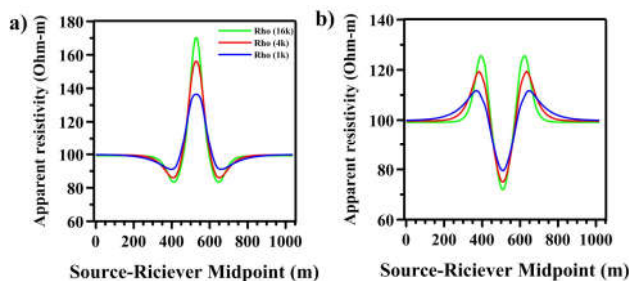 a)
Apparent resistivity (Ohm-m)
180
160
140
120
100
80
60
Rho (16k)
Rho (4k)
Rho (1k)
0 200 400 600 800 1000
Source-Riciever Midpoint (m)
b)
Apparent resistivity (Ohm-m)
140
120
100
80
60
0 200 400 600 800 1000
Source-Riciever Midpoint (m)